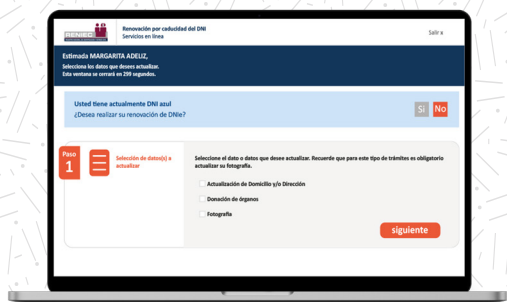 RENIEC
Renovación por caducidad del DNI
Servicios en línea
Salir x
Estimada MARGARITA ADELIZ,
Selecciona los datos que desees actualizar.
Esta ventana se cerrará en 299 segundos.
Usted tiene actualmente DNI azul
¿Desea realizar su renovación de DNIe?
Si No
Paso
1
Selección de dato(s) a
actualizar
Seleccione el dato o datos que desee actualizar. Recuerde que para este tipo de trámites es obligatorio
actualizar su fotografía.
Actualización de Domicilio y/o Dirección
Donación de órganos
Fotografía
siguiente